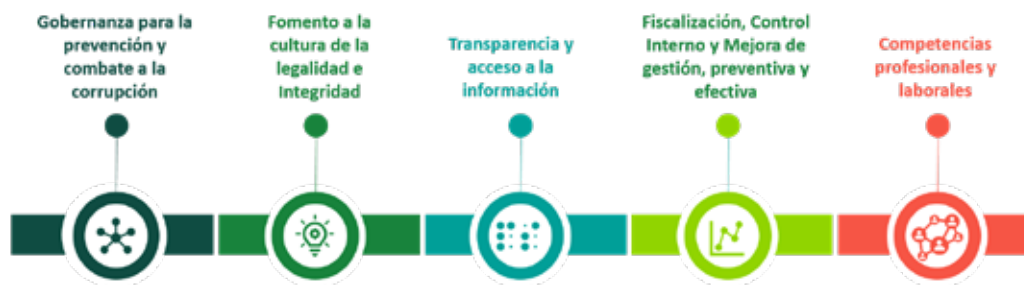 Gobernanza para la
prevención y
combate a la
corrupción
Fomento a la
cultura de la
legalidad e
Integridad
Transparencia y
acceso a la
información
Fiscalización, Control
Interno y Mejora de
gestión, preventiva y
efectiva
Competencias
profesionales y
laborales